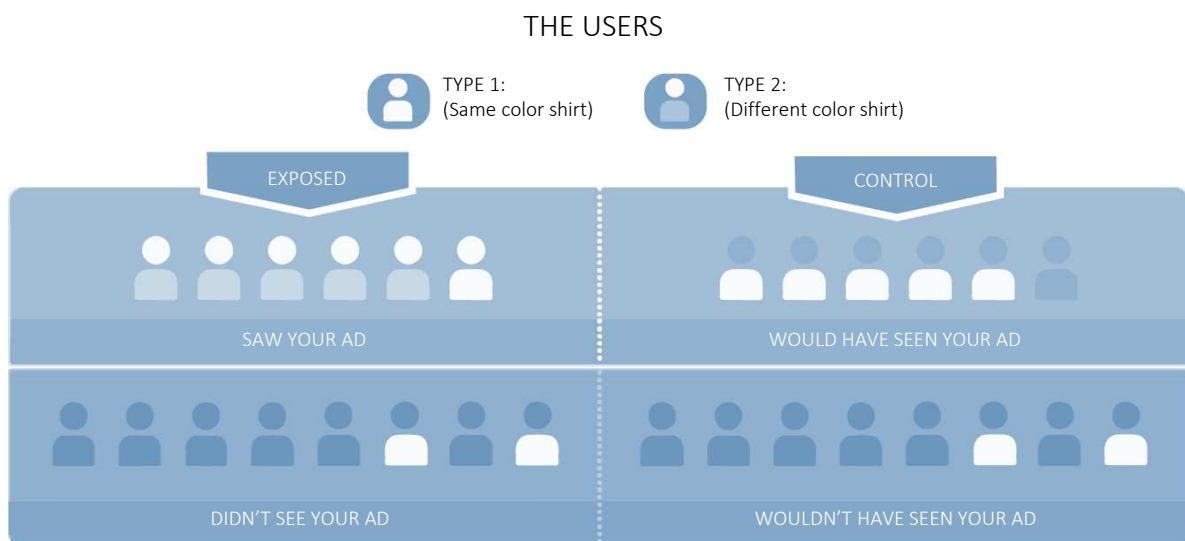 THE USERS
TYPE 1:
(Same color shirt)
TYPE 2:
(Different color shirt)
EXPOSED
CONTROL
SAW YOUR AD
WOULD HAVE SEEN YOUR AD
DIDN’T SEE YOUR AD
WOULDN’T HAVE SEEN YOUR AD